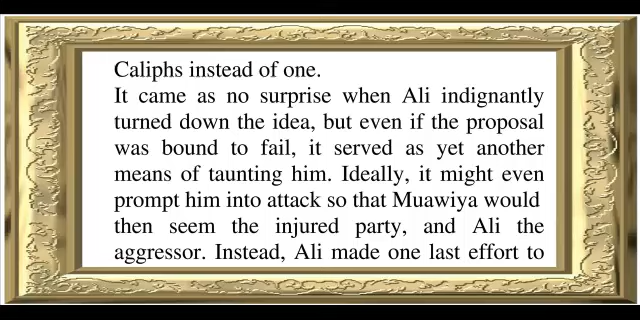 Caliphs instead of one.
It came as no surprise when Ali indignantly
turned down the idea, but even if the proposal
was bound to fail, it served as yet another
means of taunting him. Ideally, it might even
prompt him into attack so that Muawiya would
then seem the injured party, and Ali the
aggressor. Instead, Ali made one last effort to